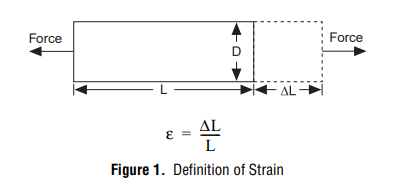 Force
Force
D
L
ΔL
ε = ΔL
L
Figure 1. Definition of Strain